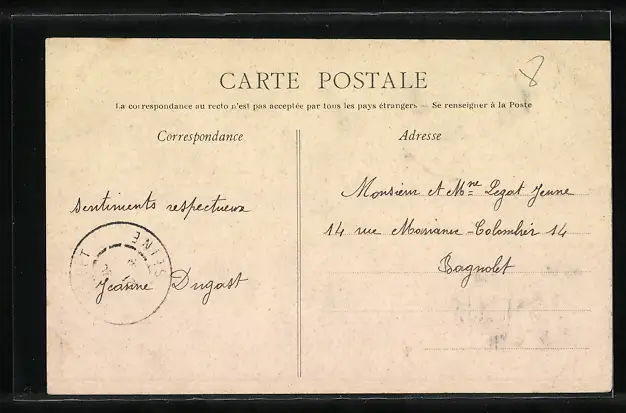 8
CARTE POSTALE
La correspondance au recto n'est pas acceptée par tous les pays étrangers — Se renseigner à la Poste
Correspondance
Adresse
Sentiments respectueux
Jeanne Dugast
Monsieur et Mme Legat Jeune
14 rue Marianne-Colombier 14
Bagnolet
SEINE